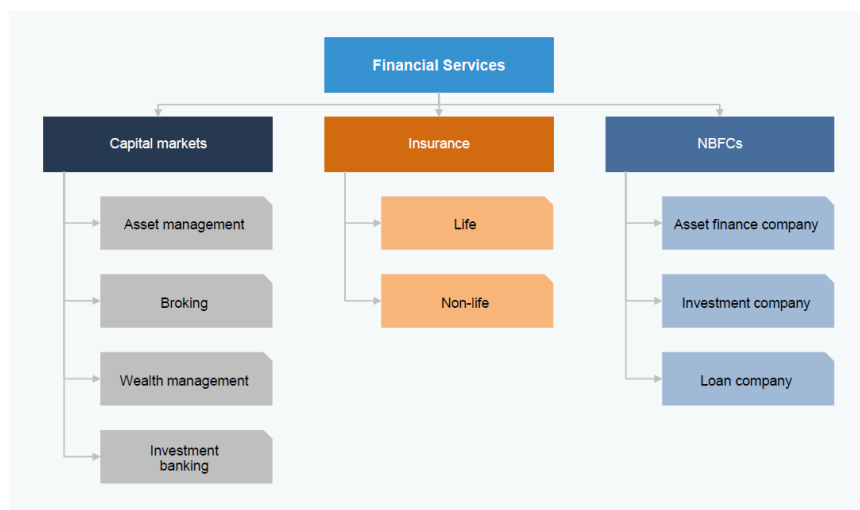 Financial Services
Capital markets
Insurance
NBFCs
Asset management
Life
Asset finance company
Broking
Non-life
Investment company
Wealth management
Loan company
Investment
banking